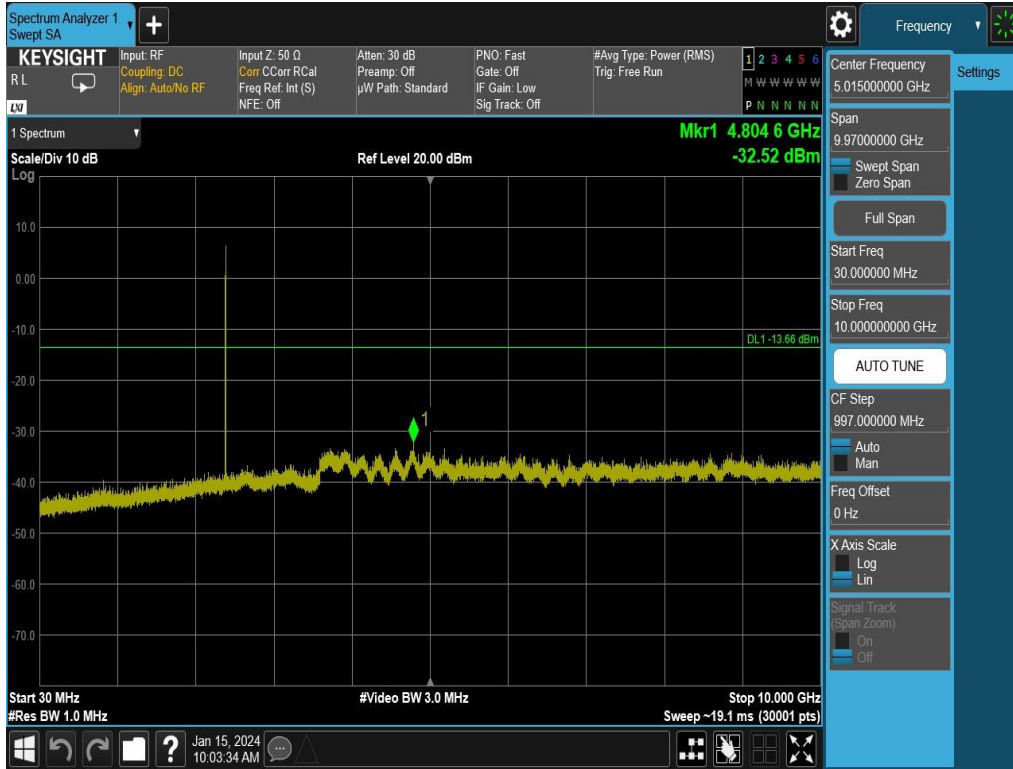 Spectrum Analyzer 1
Swept SA
+
Frequency
KEYSIGHT
RL
LXI
Input: RF
Coupling: DC
Align: Auto/No RF
Input Z: 50 Ω
Corr CCorr RCal
Freq Ref: Int (S)
NFE: Off
Atten: 30 dB
Preamp: Off
µW Path: Standard
PNO: Fast
Gate: Off
IF Gain: Low
Sig Track: Off
#Avg Type: Power (RMS)
Trig: Free Run
1 2 3 4 5 6
M W W W W W
P N N N N N
1 Spectrum
Scale/Div 10 dB
Log
Ref Level 20.00 dBm
Mkr1 4.804 6 GHz
-32.52 dBm
10.0
0.00
-10.0
-20.0
-30.0
-40.0
-50.0
-60.0
-70.0
DL1 -13.66 dBm
1
Start 30 MHz
#Res BW 1.0 MHz
#Video BW 3.0 MHz
Stop 10.000 GHz
Sweep ~19.1 ms (30001 pts)
Center Frequency
5.015000000 GHz
Settings
Span
9.97000000 GHz
Swept Span
Zero Span
Full Span
Start Freq
30.000000 MHz
Stop Freq
10.000000000 GHz
AUTO TUNE
CF Step
997.000000 MHz
Auto
Man
Freq Offset
0 Hz
X Axis Scale
Log
Lin
Signal Track
(Span Zoom)
On
Off
?
Jan 15, 2024
10:03:34 AM